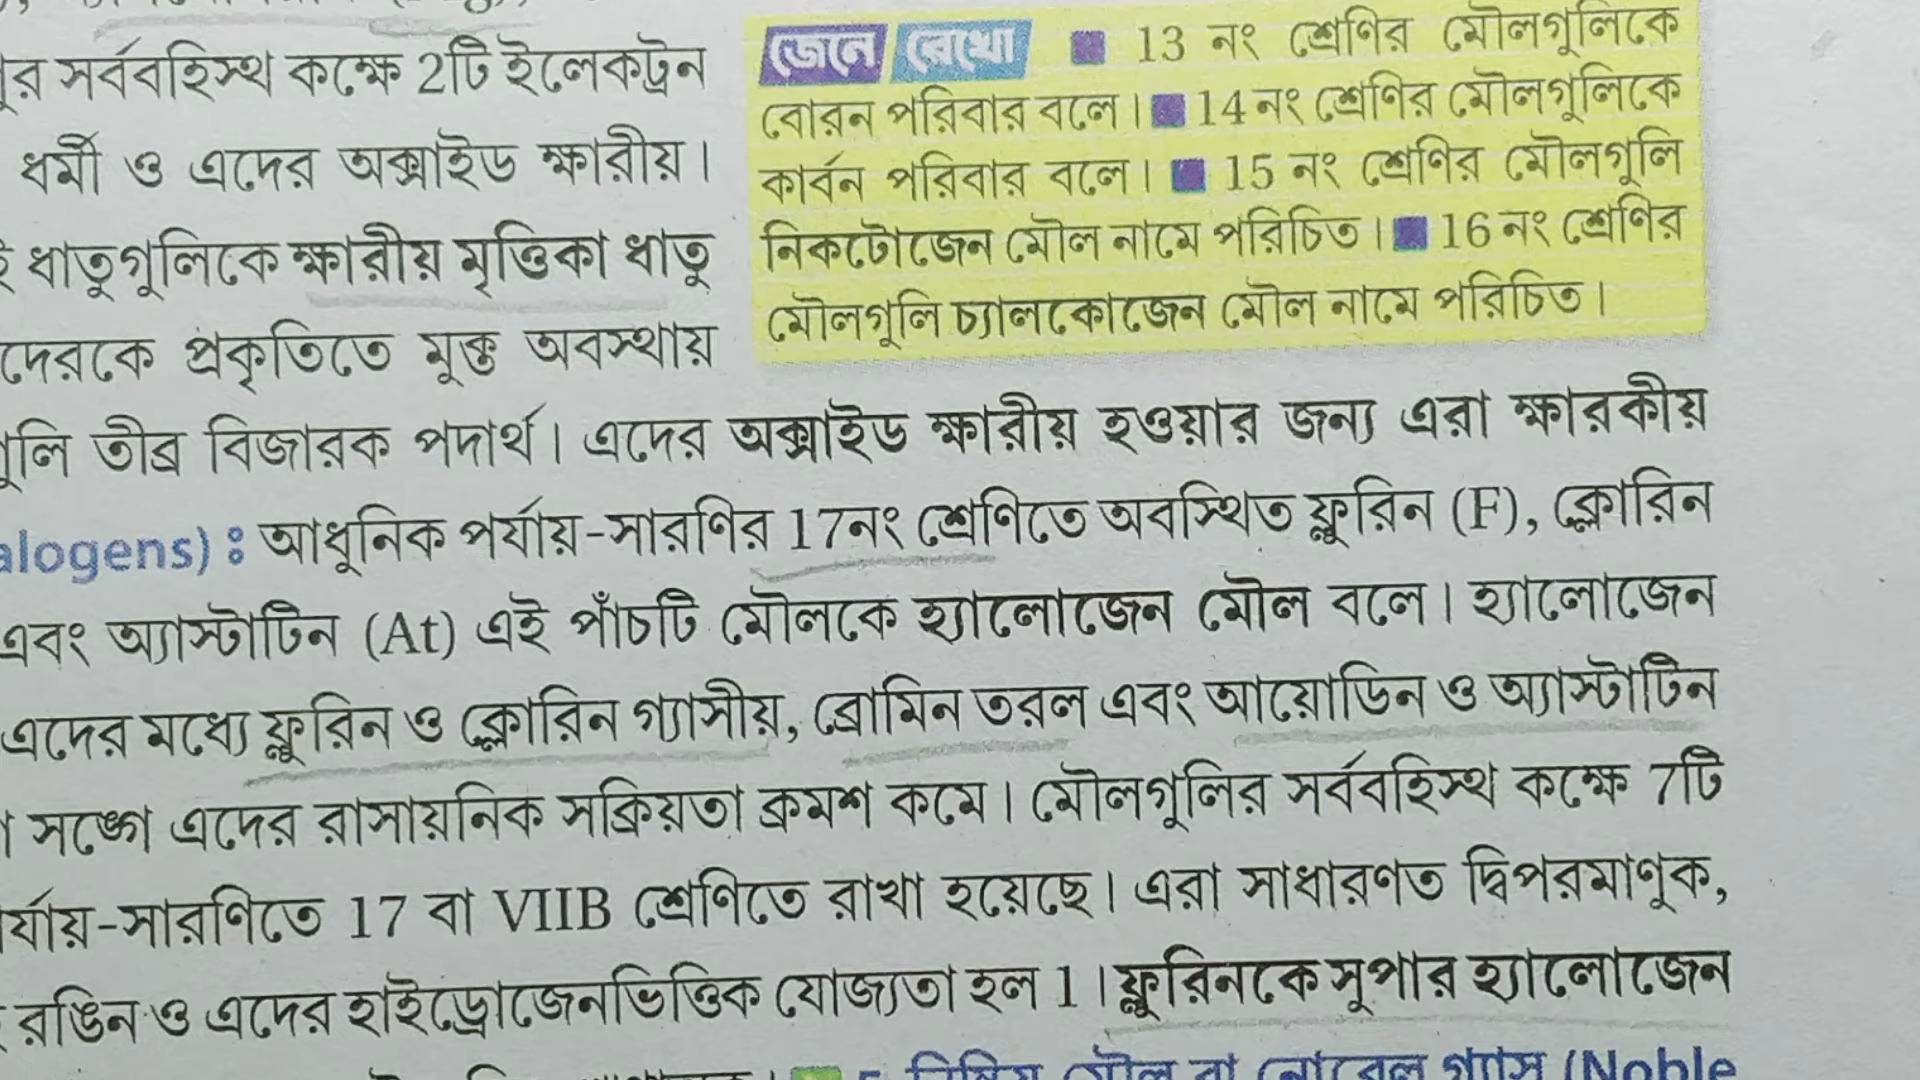 সর্ববহিস্থ কক্ষে 2টি ইলেকট্রন
ধর্মী ও এদের অক্সাইড ক্ষারীয়।
ধাতুগুলিকে ক্ষারীয় মৃত্তিকা ধাতু
দেরকে প্রকৃতিতে মুক্ত অবস্থায়
জেনে রেখো ■ 13 নং শ্রেণির মৌলগুলিকে
বোরন পরিবার বলে। ■ 14 নং শ্রেণির মৌলগুলিকে
কার্বন পরিবার বলে। ■ 15 নং শ্রেণির মৌলগুলি
নিকটোজেন মৌল নামে পরিচিত। ■ 16 নং শ্রেণির
মৌলগুলি চ্যালকোজেন মৌল নামে পরিচিত।
গুলি তীব্র বিজারক পদার্থ। এদের অক্সাইড ক্ষারীয় হওয়ার জন্য এরা ক্ষারকীয়
alogens) : আধুনিক পর্যায়-সারণির 17নং শ্রেণিতে অবস্থিত ফ্লুরিন (F), ক্লোরিন
এবং অ্যাস্টাটিন (At) এই পাঁচটি মৌলকে হ্যালোজেন মৌল বলে। হ্যালোজেন
এদের মধ্যে ফ্লুরিন ও ক্লোরিন গ্যাসীয়, ব্রোমিন তরল এবং আয়োডিন ও অ্যাস্টাটিন
সঙ্গে এদের রাসায়নিক সক্রিয়তা ক্রমশ কমে। মৌলগুলির সর্ববহিস্থ কক্ষে 7টি
র্যায়-সারণিতে 17 বা VIIB শ্রেণিতে রাখা হয়েছে। এরা সাধারণত দ্বিপরমাণুক,
রঙিন ও এদের হাইড্রোজেনভিত্তিক যোজ্যতা হল 1। ফ্লুরিনকে সুপার হ্যালোজেন
নিষ্ক্রিয় মৌল বা নোবেল গ্যাস (Noble